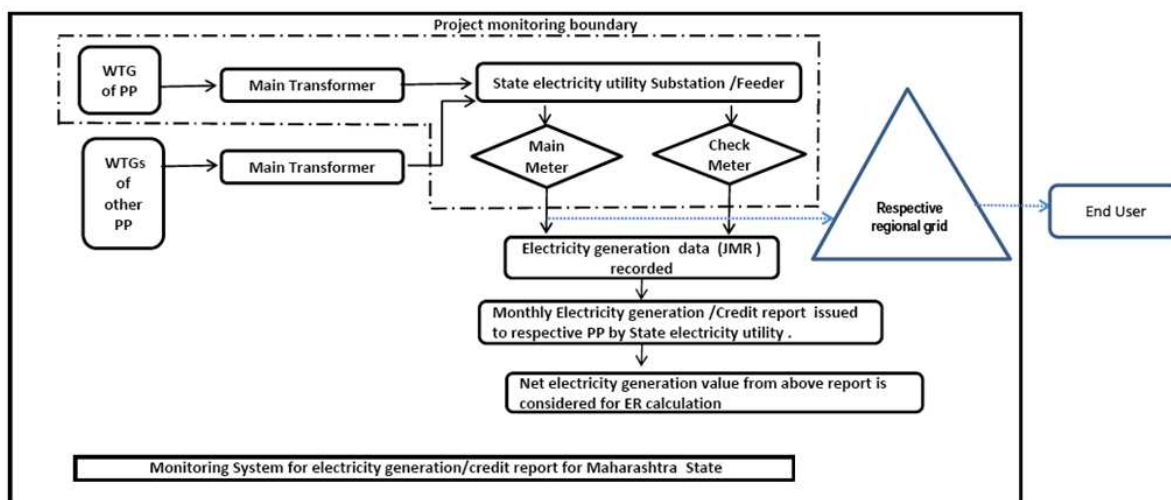 Project monitoring boundary
WTG
of PP
Main Transformer
State electricity utility Substation /Feeder
Main
Meter
Check
Meter
WTGs
of
other
PP
Main Transformer
Respective
regional grid
End User
Electricity generation data (JMR )
recorded
Monthly Electricity generation /Credit report issued
to respective PP by State electricity utility .
Net electricity generation value from above report is
considered for ER calculation
Monitoring System for electricity generation/credit report for Maharashtra State